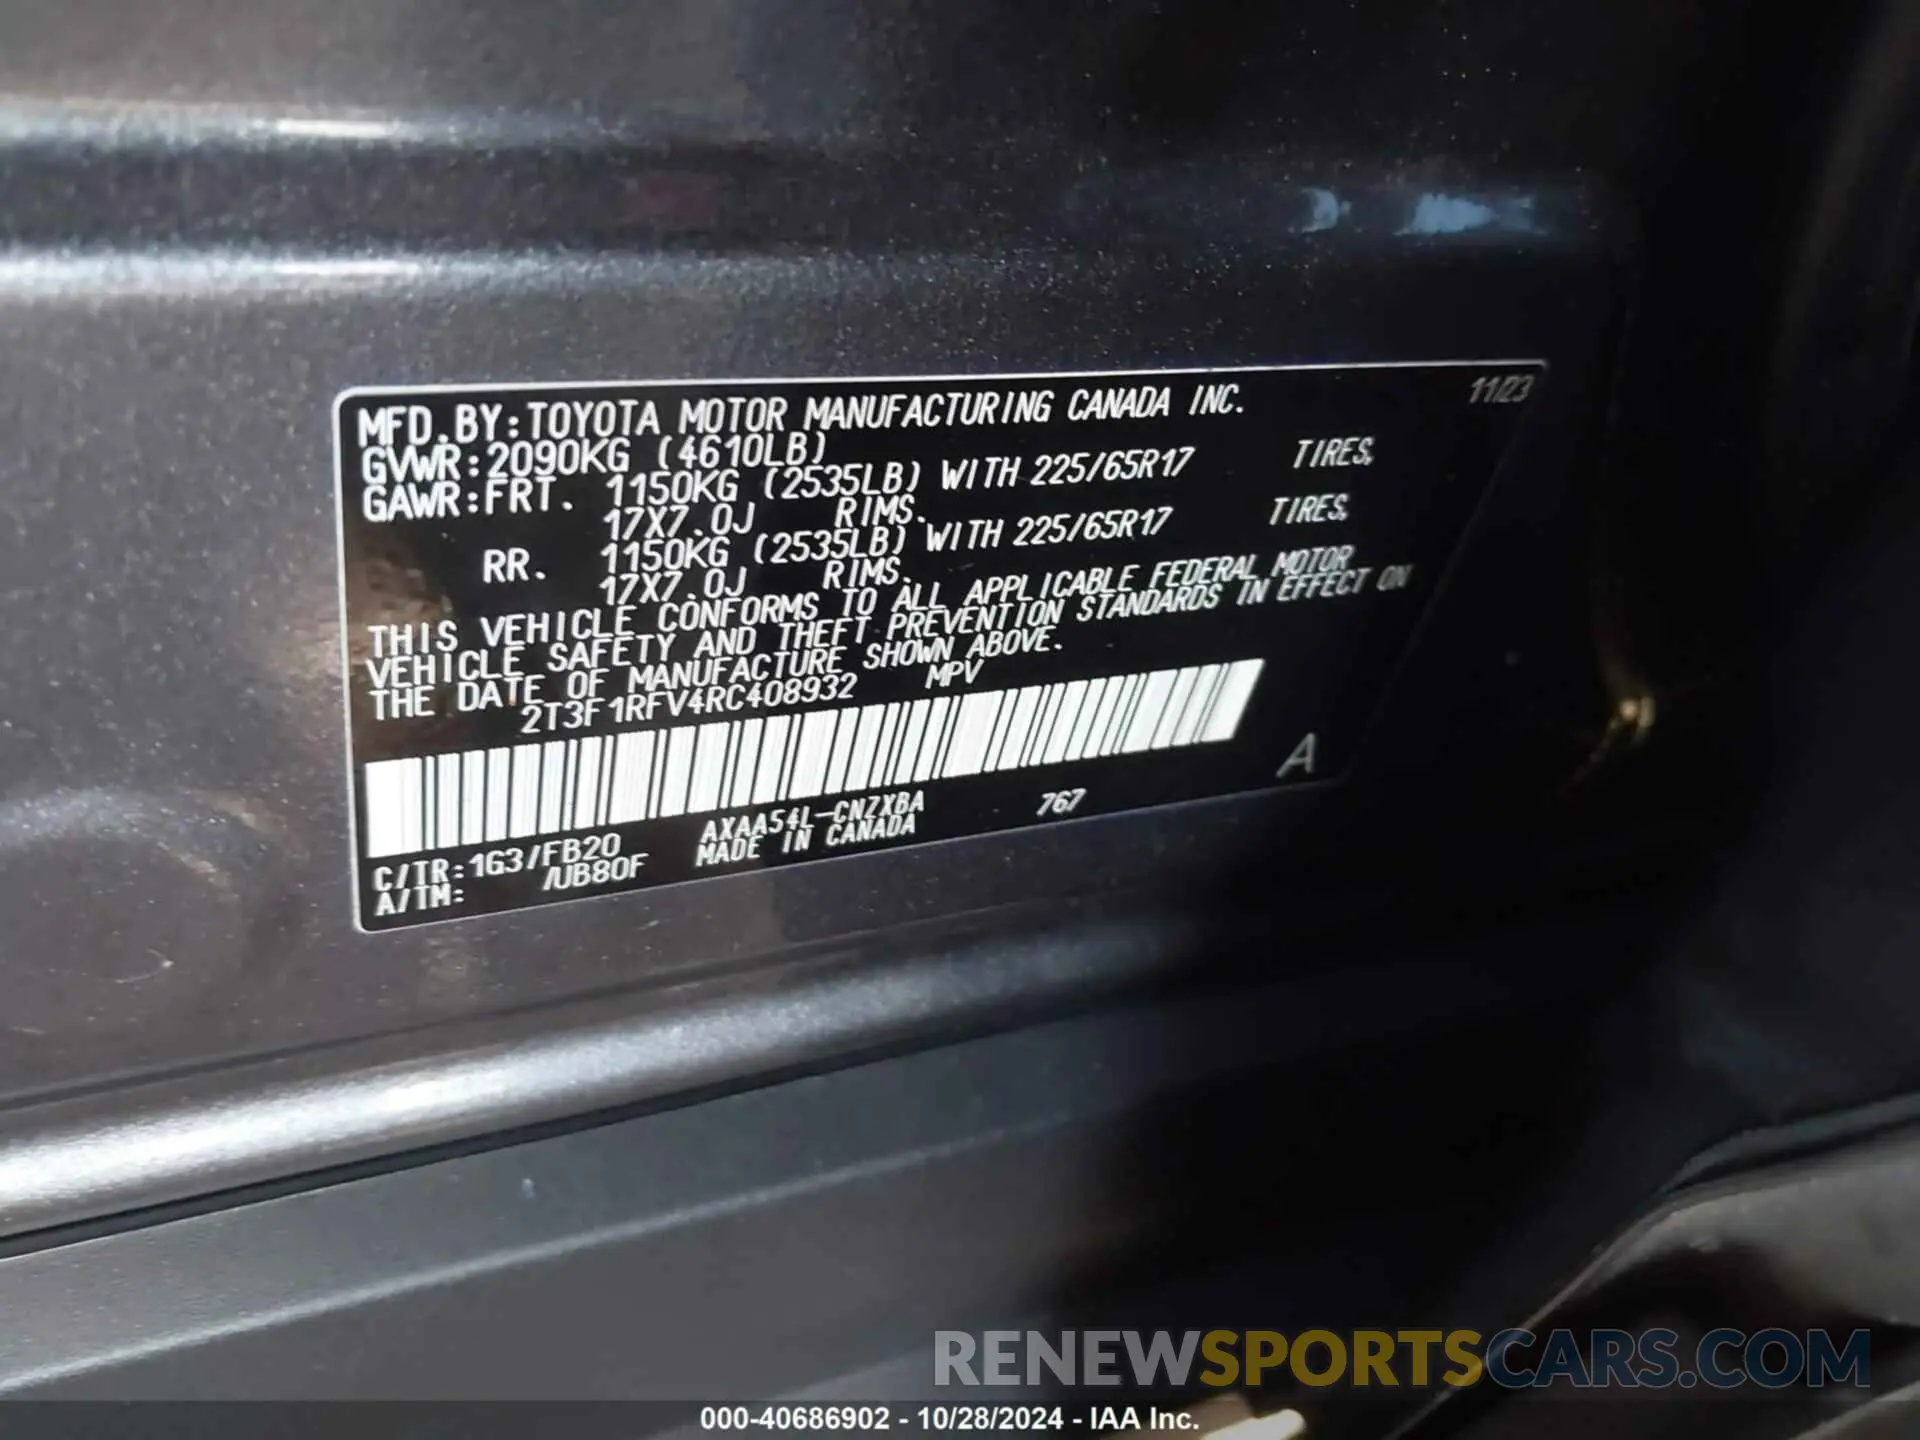 MFD.BY:TOYOTA MOTOR MANUFACTURING CANADA INC. 11/23
GVWR:2090KG (4610LB)
GAWR:FRT. 1150KG (2535LB) WITH 225/65R17 TIRES,
17X7.0J RIMS.
RR. 1150KG (2535LB) WITH 225/65R17 TIRES,
17X7.0J RIMS.
THIS VEHICLE CONFORMS TO ALL APPLICABLE FEDERAL MOTOR
VEHICLE SAFETY AND THEFT PREVENTION STANDARDS IN EFFECT ON
THE DATE OF MANUFACTURE SHOWN ABOVE.
2T3F1RFV4RC408932 MPV
A
C/TR:1G3/FB20 AXAA54L-CNZXBA 767
A/TM: /UB80F MADE IN CANADA
RENEWSPORTSCARS.COM
000-40686902 - 10/28/2024 - IAA Inc.